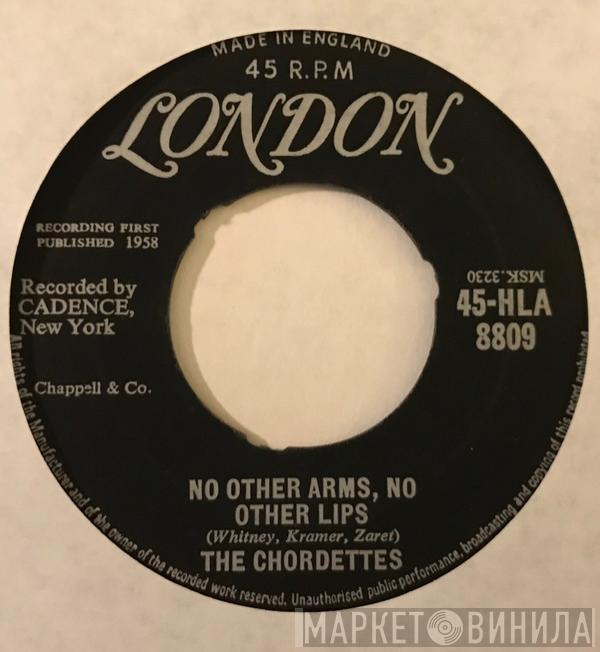 MADE IN ENGLAND
45 R.P.M
LONDON
RECORDING FIRST
PUBLISHED 1958
Recorded by
CADENCE,
New York
Chappell & Co.
MSK.3230
45-HLA
8809
NO OTHER ARMS, NO
OTHER LIPS
(Whitney, Kramer, Zaret)
THE CHORDETTES
All rights of the Manufacturer and of the owner of the recorded work reserved. Unauthorised public performance, broadcasting and copying of this record prohibited
МАРКЕТ ВИНИЛА